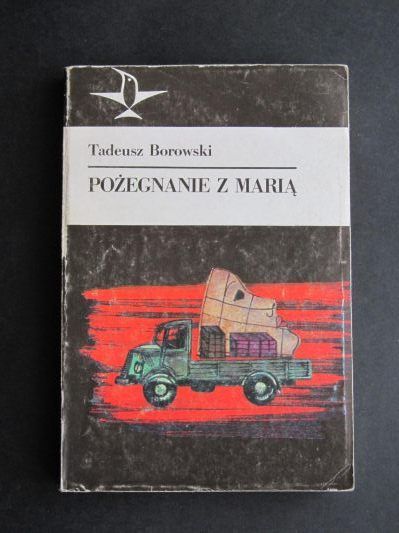 Tadeusz Borowski
POŻEGNANIE Z MARIĄ